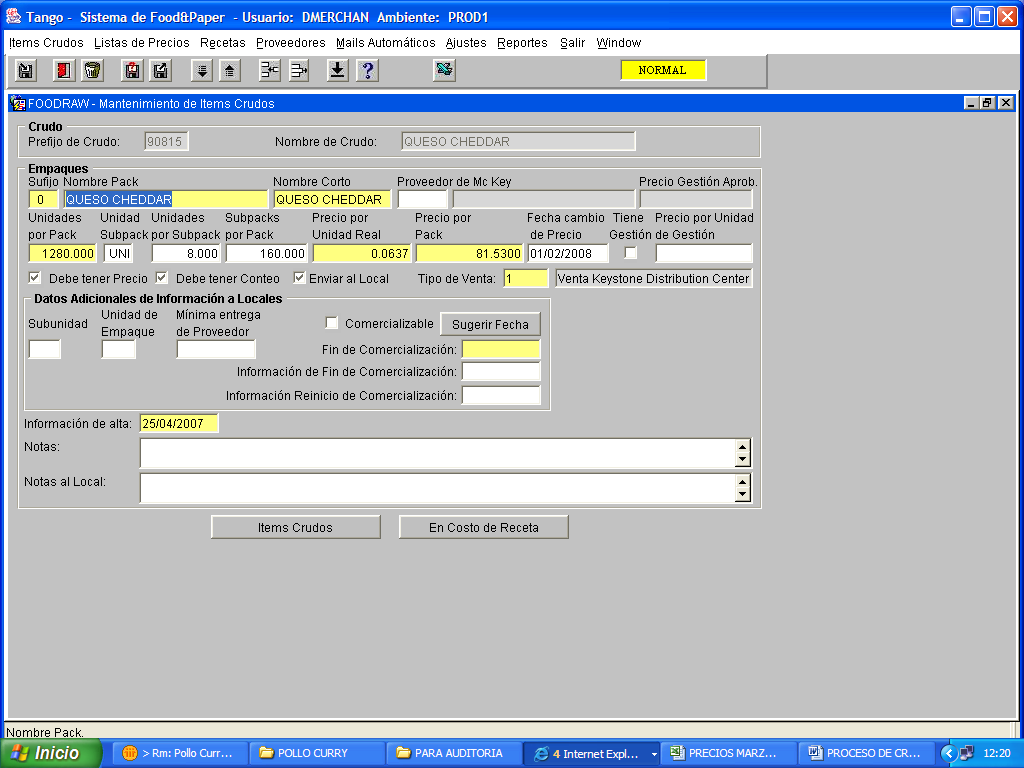 Tango - Sistema de Food&Paper - Usuario: DMERCHAN Ambiente: PROD1
Items Crudos Listas de Precios Recetas Proveedores Mails Automáticos Ajustes Reportes Salir Window
NORMAL
FOODRAW - Mantenimiento de Items Crudos
Crudo
Prefijo de Crudo: 90815 Nombre de Crudo: QUESO CHEDDAR
Empaques
Sufijo Nombre Pack Nombre Corto Proveedor de Mc Key Precio Gestión Aprob.
0 QUESO CHEDDAR QUESO CHEDDAR
Unidades Unidad Unidades Subpacks Precio por Precio por Fecha cambio Tiene Precio por Unidad
por Pack Subpack por Subpack por Pack Unidad Real Pack de Precio Gestión de Gestión
1280.000 UNI 8.000 160.000 0.0637 81.5300 01/02/2008
Debe tener Precio Debe tener Conteo Enviar al Local Tipo de Venta: 1 Venta Keystone Distribution Center
Datos Adicionales de Información a Locales
Subunidad Unidad de Mínima entrega Comercializable Sugerir Fecha
Empaque de Proveedor
Fin de Comercialización:
Información de Fin de Comercialización:
Información Reinicio de Comercialización:
Información de alta: 25/04/2007
Notas:
Notas al Local:
Items Crudos En Costo de Receta
Nombre Pack.
Inicio > Rm: Pollo Curr... POLLO CURRY PARA AUDITORIA 4 Internet Expl... PRECIOS MARZ... PROCESO DE CR... 12:20